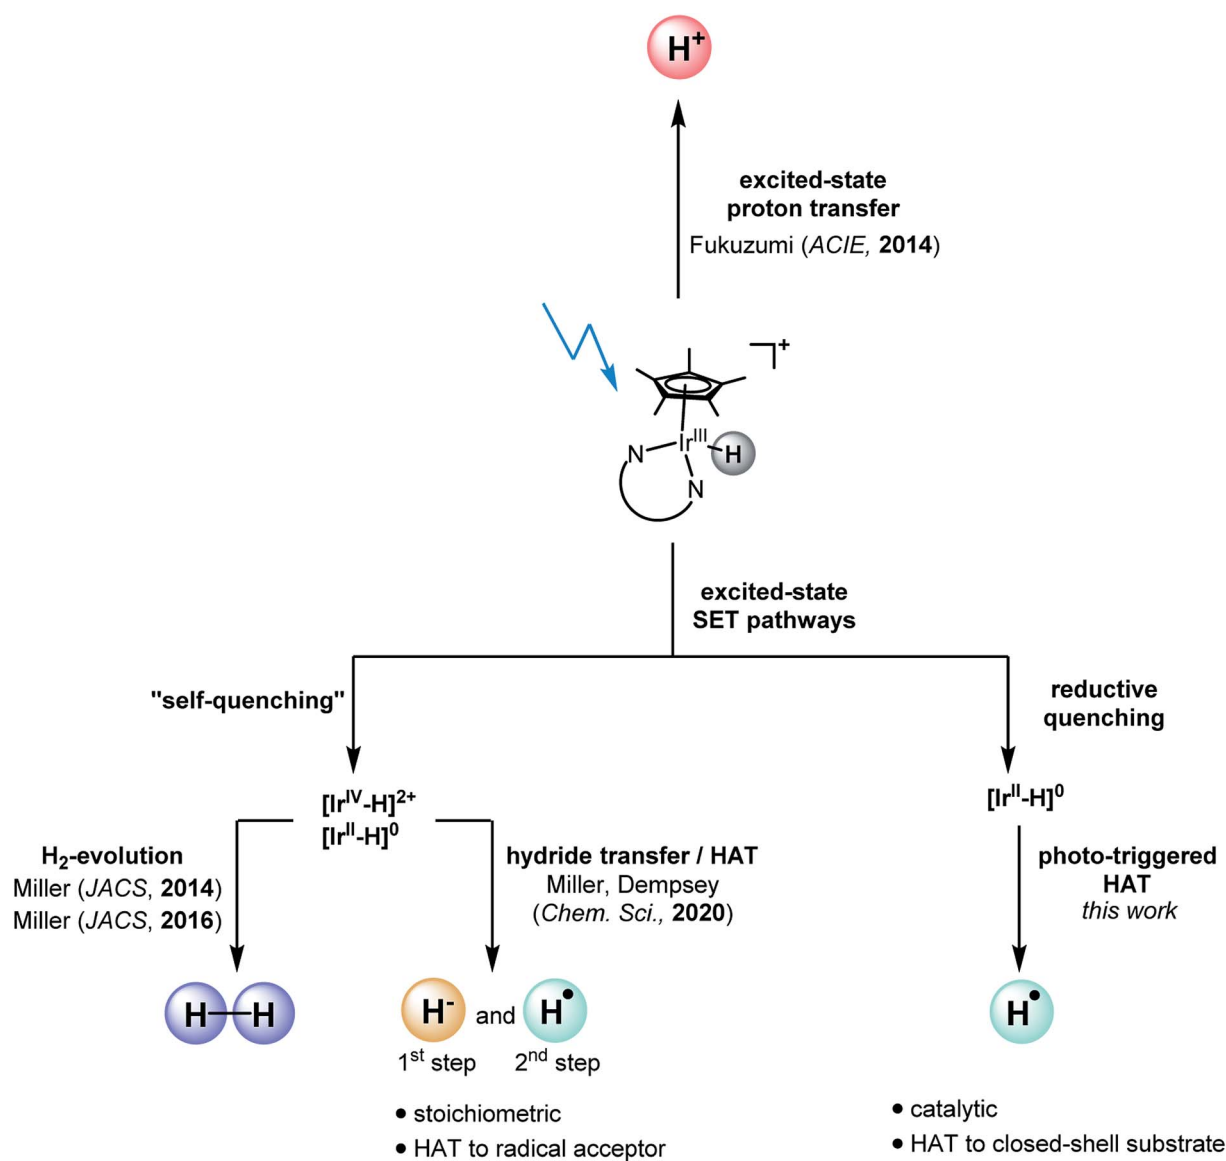 H⁺
excited-state
proton transfer
Fukuzumi (ACIE, 2014)
+
Irᴵᴵᴵ
H
N
N
excited-state
SET pathways
"self-quenching"
reductive
quenching
[Irᴵⱽ-H]²⁺
[Irᴵᴵ-H]⁰
[Irᴵᴵ-H]⁰
H₂-evolution
Miller (JACS, 2014)
Miller (JACS, 2016)
hydride transfer / HAT
Miller, Dempsey
(Chem. Sci., 2020)
photo-triggered
HAT
this work
H H
H⁻ and H•
1ˢᵗ step 2ⁿᵈ step
H•
• stoichiometric
• HAT to radical acceptor
• catalytic
• HAT to closed-shell substrate